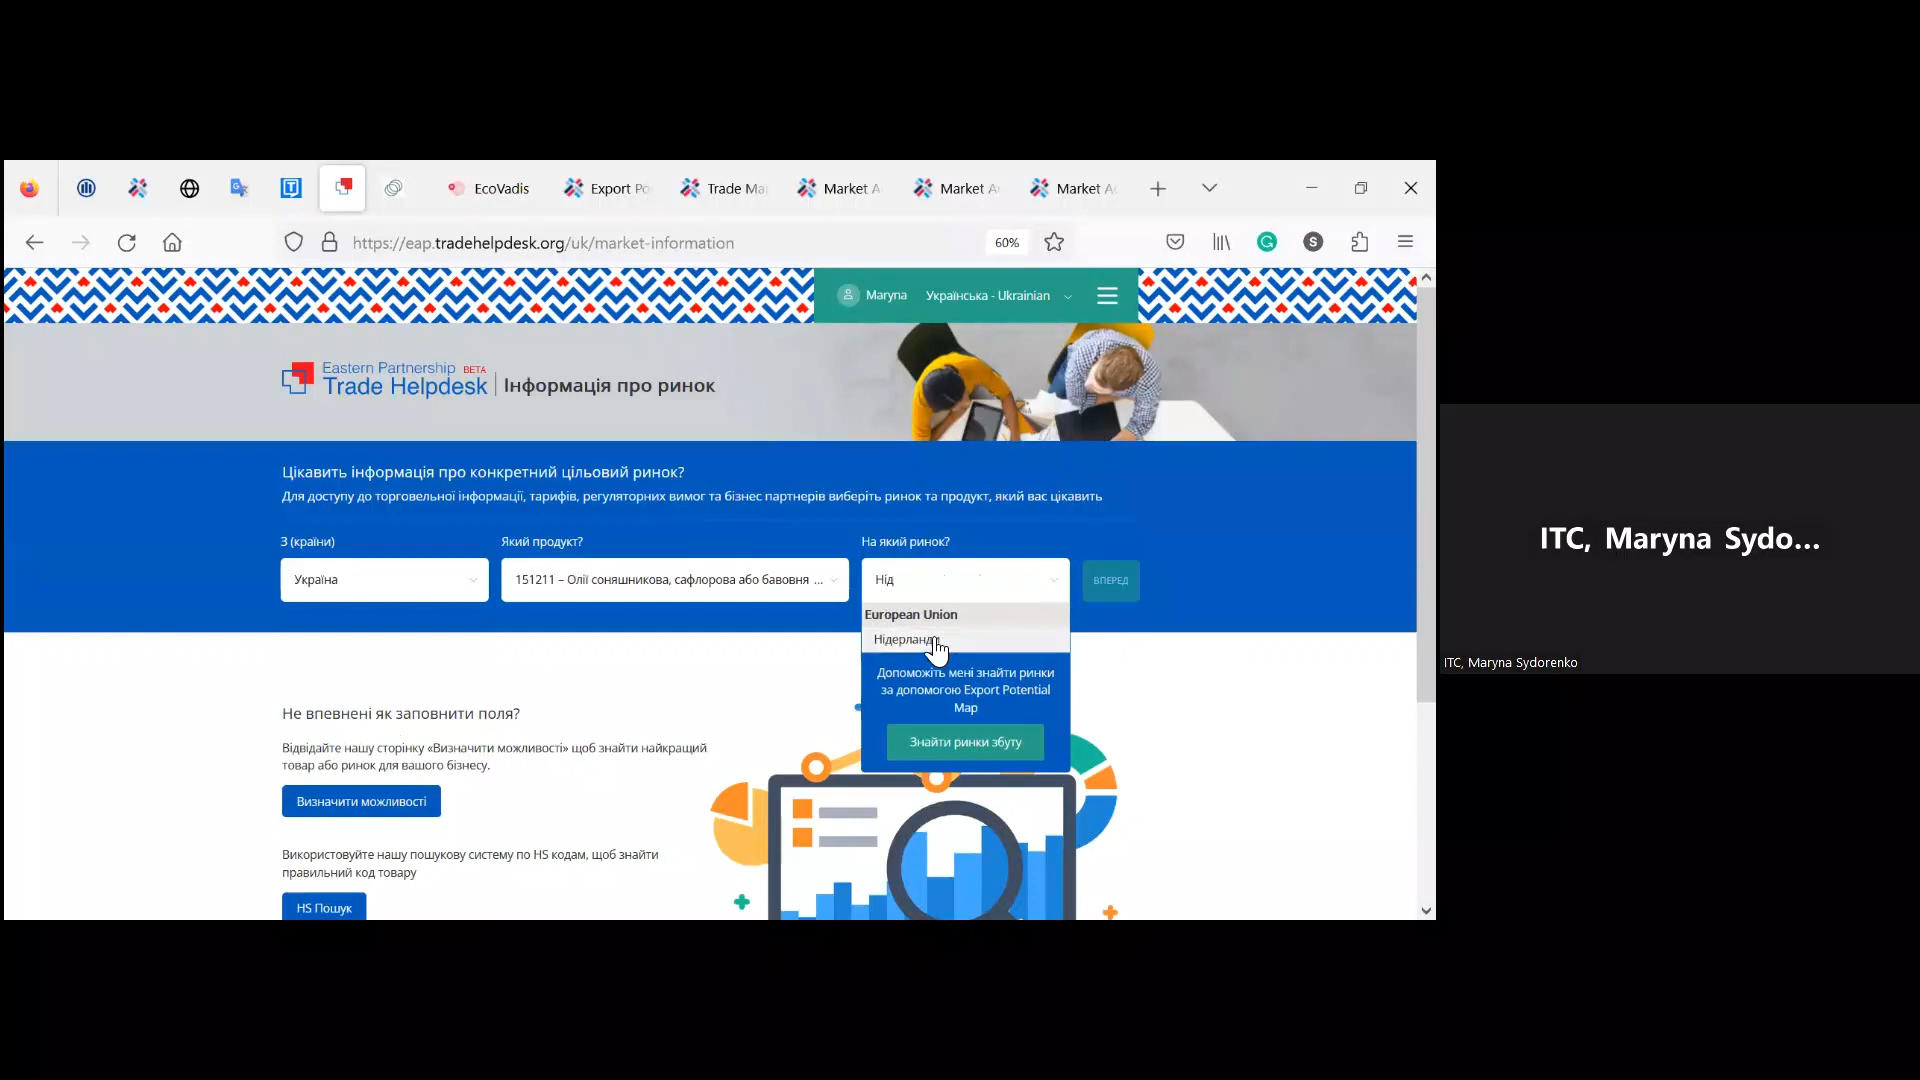 EcoVadis
Export Po
Trade Ma
Market A
Market A
Market A
https://eap.tradehelpdesk.org/uk/market-information
60%
Maryna
Українська - Ukrainian
Eastern Partnership BETA
Trade Helpdesk
Інформація про ринок
Цікавить інформація про конкретний цільовий ринок?
Для доступу до торговельної інформації, тарифів, регуляторних вимог та бізнес партнерів виберіть ринок та продукт, який вас цікавить
З (країни)
Який продукт?
На який ринок?
Україна
151211 – Олії соняшникова, сафлорова або бавовня ...
Нід
ВПЕРЕД
European Union
Нідерланди
Допоможіть мені знайти ринки
за допомогою Export Potential
Map
Знайти ринки збуту
Не впевнені як заповнити поля?
Відвідайте нашу сторінку «Визначити можливості» щоб знайти найкращий
товар або ринок для вашого бізнесу.
Визначити можливості
Використовуйте нашу пошукову систему по HS кодам, щоб знайти
правильний код товару
HS Пошук
ITC, Maryna Sydo...
ITC, Maryna Sydorenko